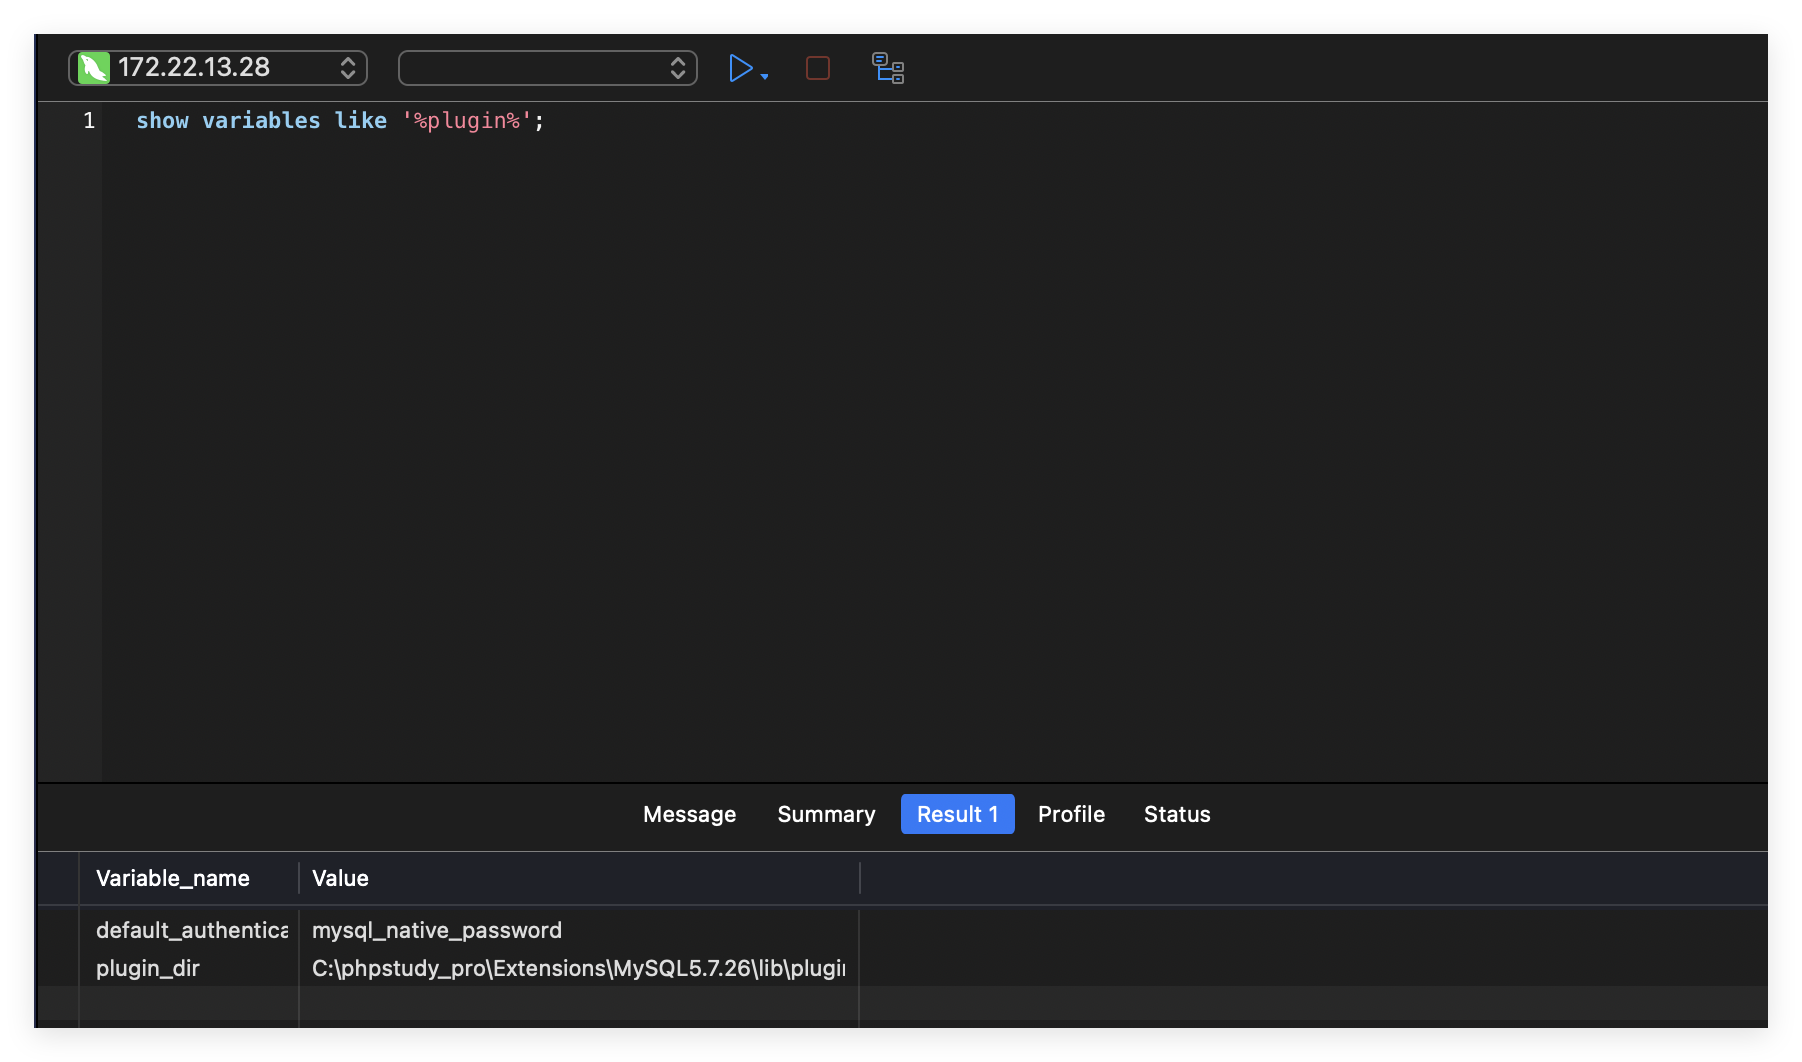 172.22.13.28
1 show variables like '%plugin%';
Message Summary Result 1 Profile Status
Variable_name Value
default_authentica mysql_native_password
plugin_dir C:\phpstudy_pro\Extensions\MySQL5.7.26\lib\plugi